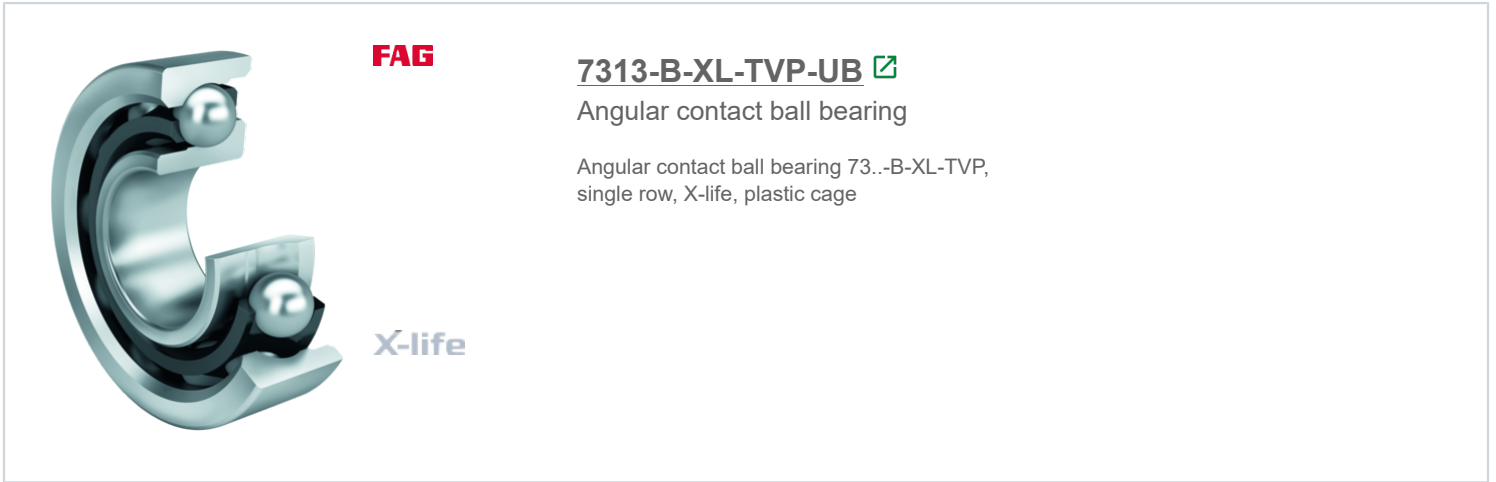 FAG
7313-B-XL-TVP-UB
Angular contact ball bearing
Angular contact ball bearing 73..-B-XL-TVP,
single row, X-life, plastic cage
X-life